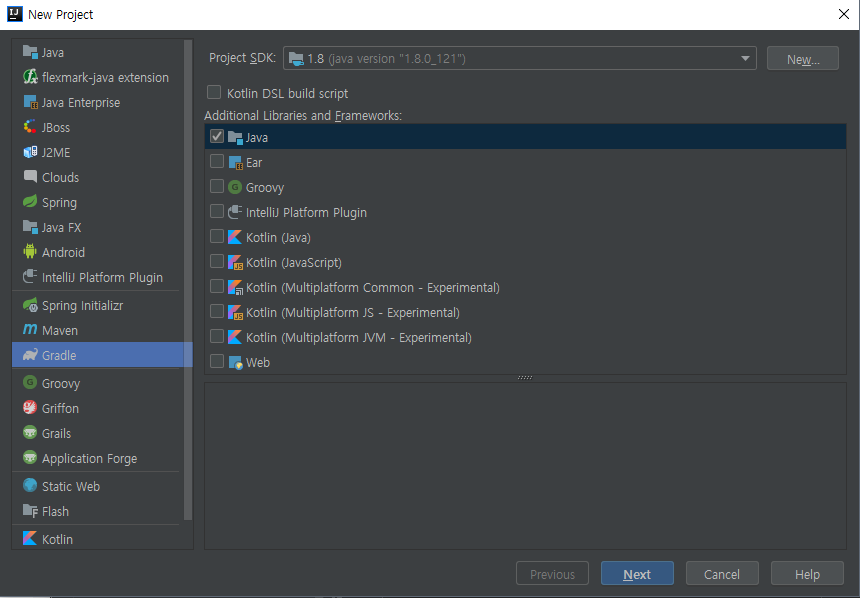 New Project
Java
flexmark-java extension
Java Enterprise
JBoss
J2ME
Clouds
Spring
Java FX
Android
IntelliJ Platform Plugin
Spring Initializr
Maven
Gradle
Groovy
Griffon
Grails
Application Forge
Static Web
Flash
Kotlin
Project SDK: 1.8 (java version "1.8.0_121") New...
Kotlin DSL build script
Additional Libraries and Frameworks:
Java
Ear
Groovy
IntelliJ Platform Plugin
Kotlin (Java)
Kotlin (JavaScript)
Kotlin (Multiplatform Common - Experimental)
Kotlin (Multiplatform JS - Experimental)
Kotlin (Multiplatform JVM - Experimental)
Web
Previous Next Cancel Help